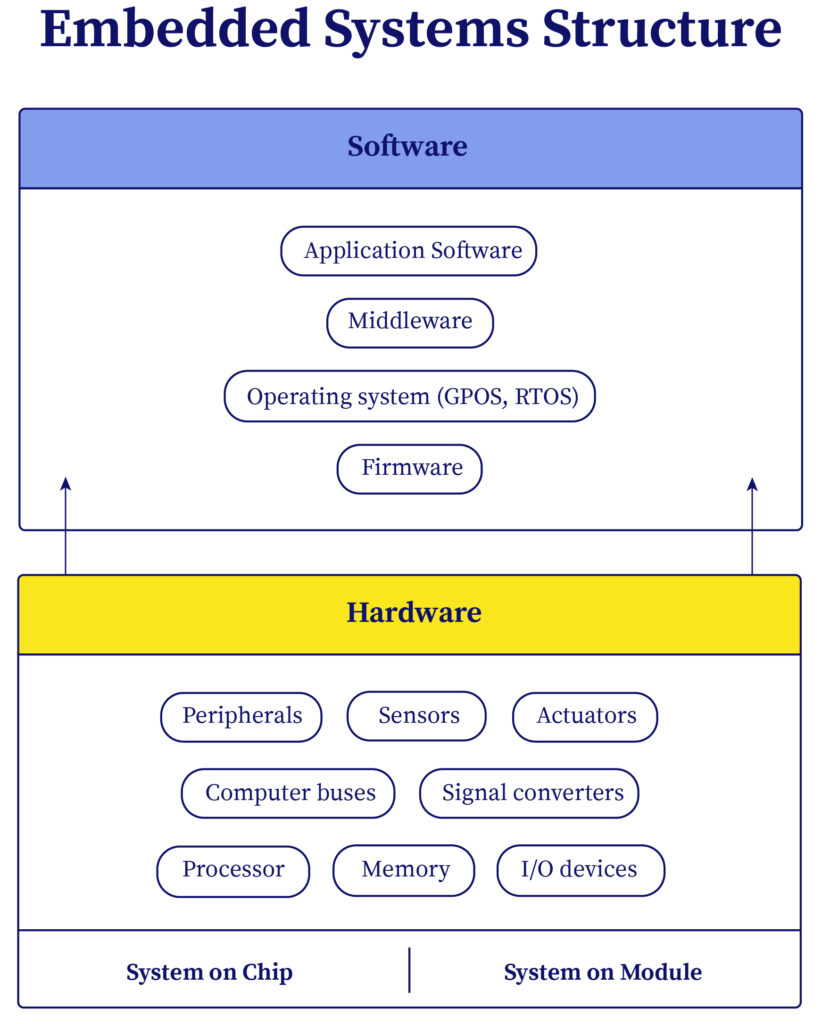 Embedded Systems Structure
Software
Application Software
Middleware
Operating system (GPOS, RTOS)
Firmware
Hardware
Peripherals
Sensors
Actuators
Computer buses
Signal converters
Processor
Memory
I/O devices
System on Chip
System on Module